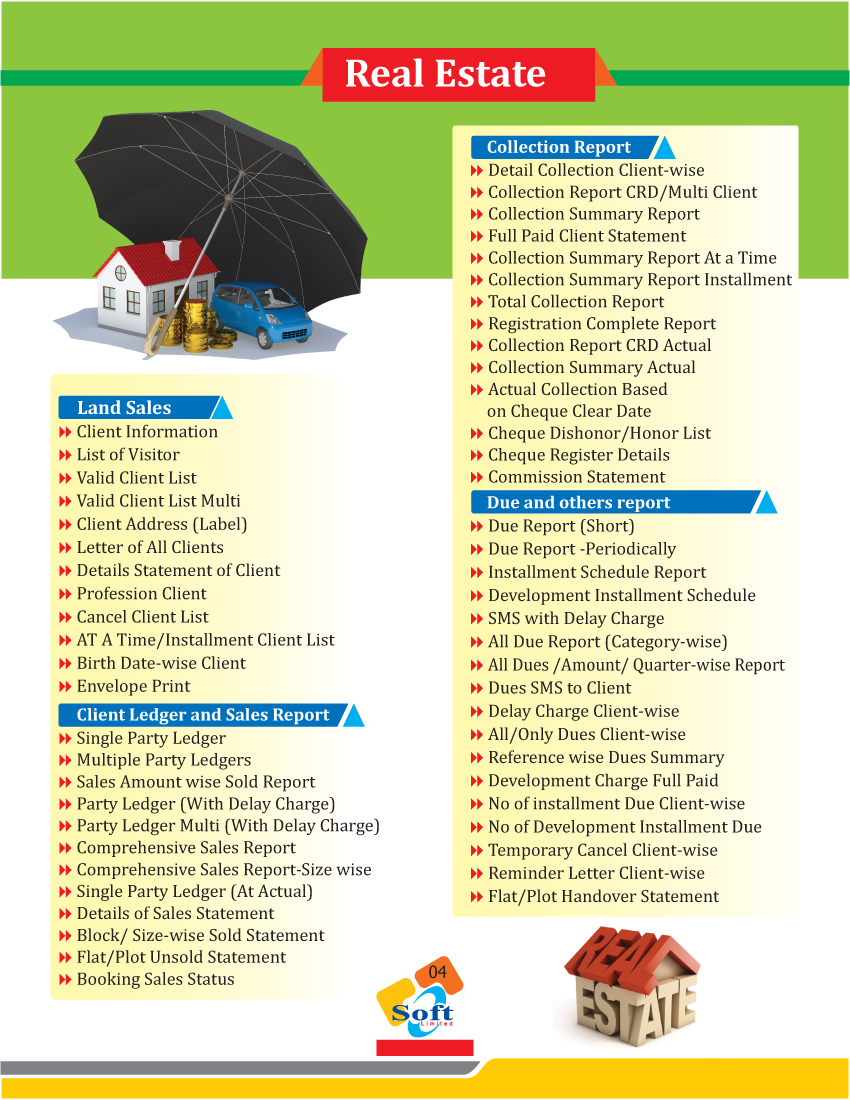 Real Estate
Land Sales
Client Information
List of Visitor
Valid Client List
Valid Client List Multi
Client Address (Label)
Letter of All Clients
Details Statement of Client
Profession Client
Cancel Client List
AT A Time/Installment Client List
Birth Date-wise Client
Envelope Print
Client Ledger and Sales Report
Single Party Ledger
Multiple Party Ledgers
Sales Amount wise Sold Report
Party Ledger (With Delay Charge)
Party Ledger Multi (With Delay Charge)
Comprehensive Sales Report
Comprehensive Sales Report-Size wise
Single Party Ledger (At Actual)
Details of Sales Statement
Block/ Size-wise Sold Statement
Flat/Plot Unsold Statement
Booking Sales Status
Collection Report
Detail Collection Client-wise
Collection Report CRD/Multi Client
Collection Summary Report
Full Paid Client Statement
Collection Summary Report At a Time
Collection Summary Report Installment
Total Collection Report
Registration Complete Report
Collection Report CRD Actual
Collection Summary Actual
Actual Collection Based
on Cheque Clear Date
Cheque Dishonor/Honor List
Cheque Register Details
Commission Statement
Due and others report
Due Report (Short)
Due Report -Periodically
Installment Schedule Report
Development Installment Schedule
SMS with Delay Charge
All Due Report (Category-wise)
All Dues /Amount/ Quarter-wise Report
Dues SMS to Client
Delay Charge Client-wise
All/Only Dues Client-wise
Reference wise Dues Summary
Development Charge Full Paid
No of installment Due Client-wise
No of Development Installment Due
Temporary Cancel Client-wise
Reminder Letter Client-wise
Flat/Plot Handover Statement
04
Soft
Limited
REAL
ESTATE